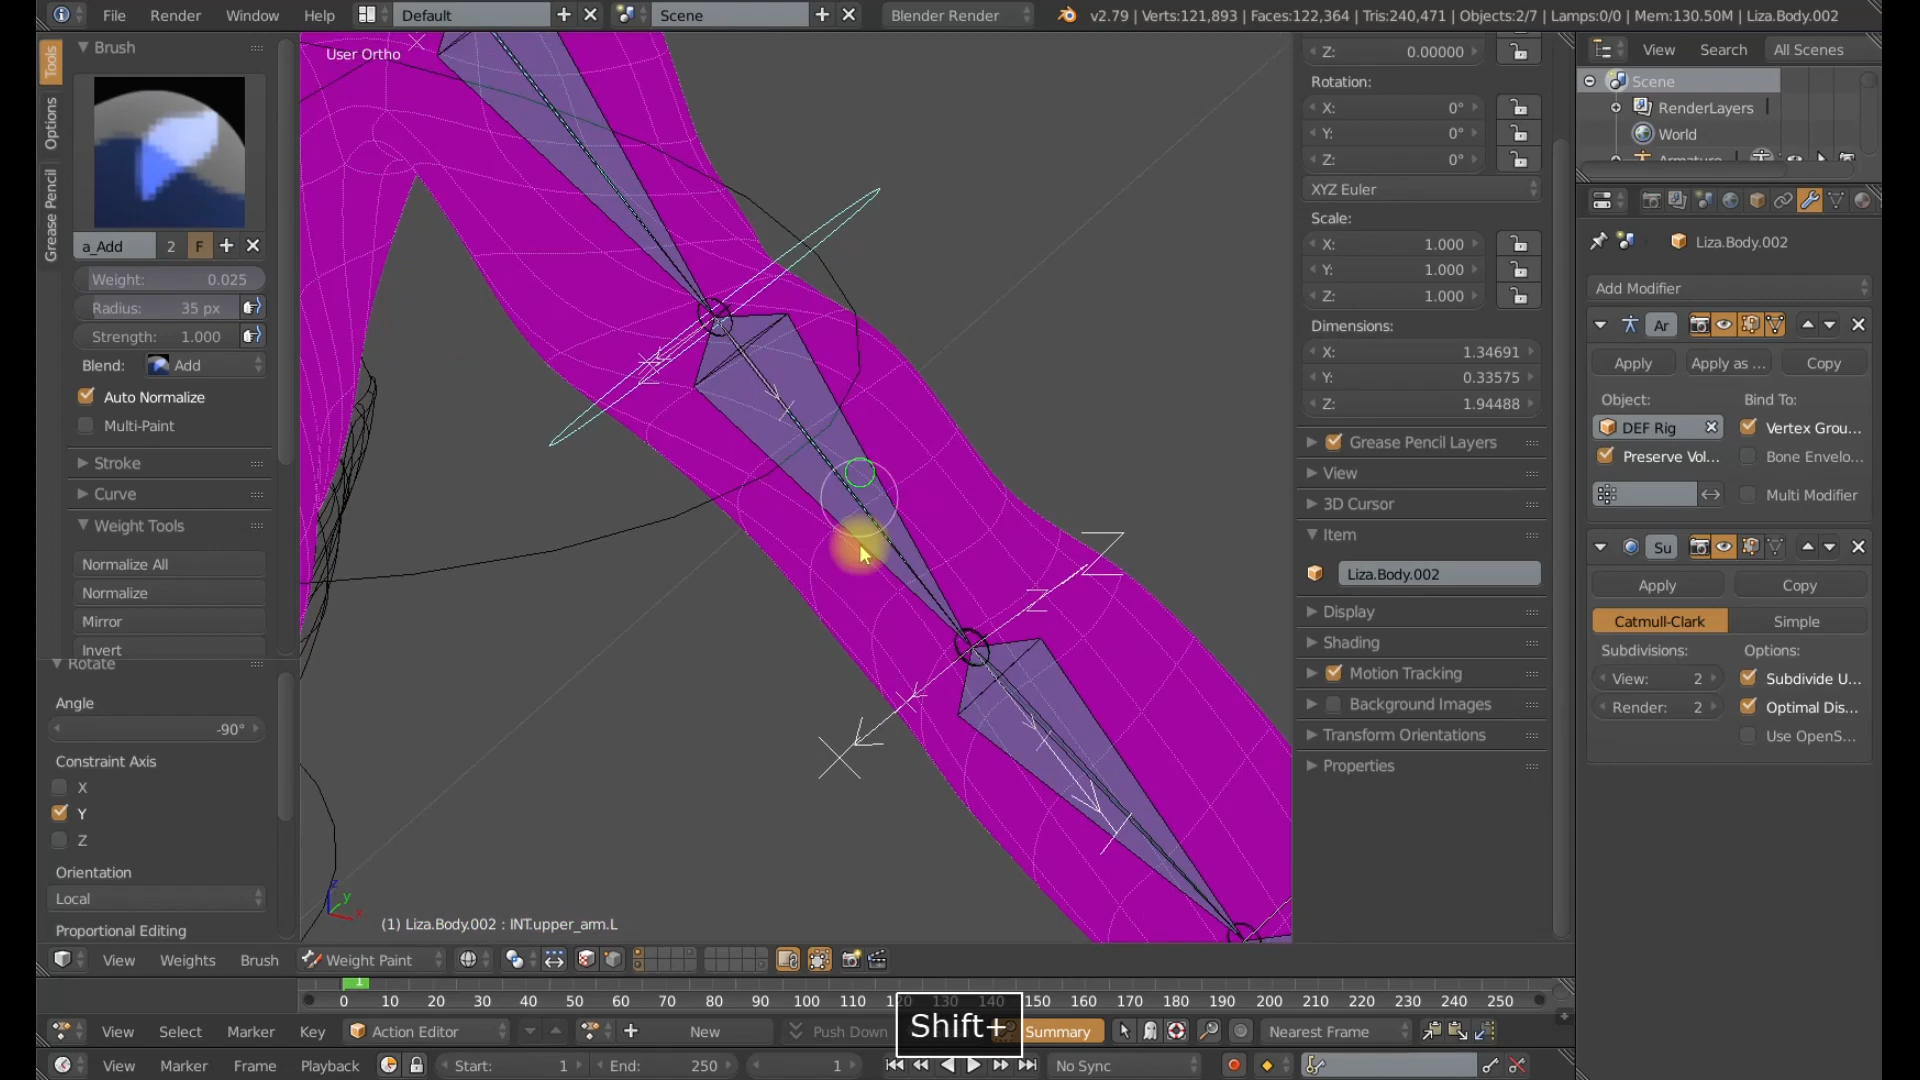 File Render Window Help Default Scene Blender Render v2.79 | Verts:121,893 | Faces:122,364 | Tris:240,471 | Objects:2/7 | Lamps:0/0 | Mem:130.50M | Liza.Body.002
Tools
Options
Grease Pencil
Brush
a_Add 2 F
Weight: 0.025
Radius: 35 px
Strength: 1.000
Blend: Add
Auto Normalize
Multi-Paint
Stroke
Curve
Weight Tools
Normalize All
Normalize
Mirror
Invert
Rotate
Angle
-90°
Constraint Axis
X
Y
Z
Orientation
Local
Proportional Editing
User Ortho
z
y
x
(1) Liza.Body.002 : INT.upper_arm.L
Z: 0.00000
Rotation:
X: 0°
Y: 0°
Z: 0°
XYZ Euler
Scale:
X: 1.000
Y: 1.000
Z: 1.000
Dimensions:
X: 1.34691
Y: 0.33575
Z: 1.94488
Grease Pencil Layers
View
3D Cursor
Item
Liza.Body.002
Display
Shading
Motion Tracking
Background Images
Transform Orientations
Properties
View Search All Scenes
Scene
RenderLayers
World
Armature
Liza.Body.002
Add Modifier
Ar
Apply Apply as ... Copy
Object: Bind To:
DEF Rig Vertex Grou...
Preserve Vol... Bone Envelo...
Multi Modifier
Su
Apply Copy
Catmull-Clark Simple
Subdivisions: Options:
View: 2 Subdivide U...
Render: 2 Optimal Dis...
Use OpenS...
View Weights Brush Weight Paint
1
0 10 20 30 40 50 60 70 80 90 100 110 120 130 140 150 160 170 180 190 200 210 220 230 240 250
View Select Marker Key Action Editor New Push Down Summary Nearest Frame
Shift+
View Marker Frame Playback Start: 1 End: 250 1 No Sync